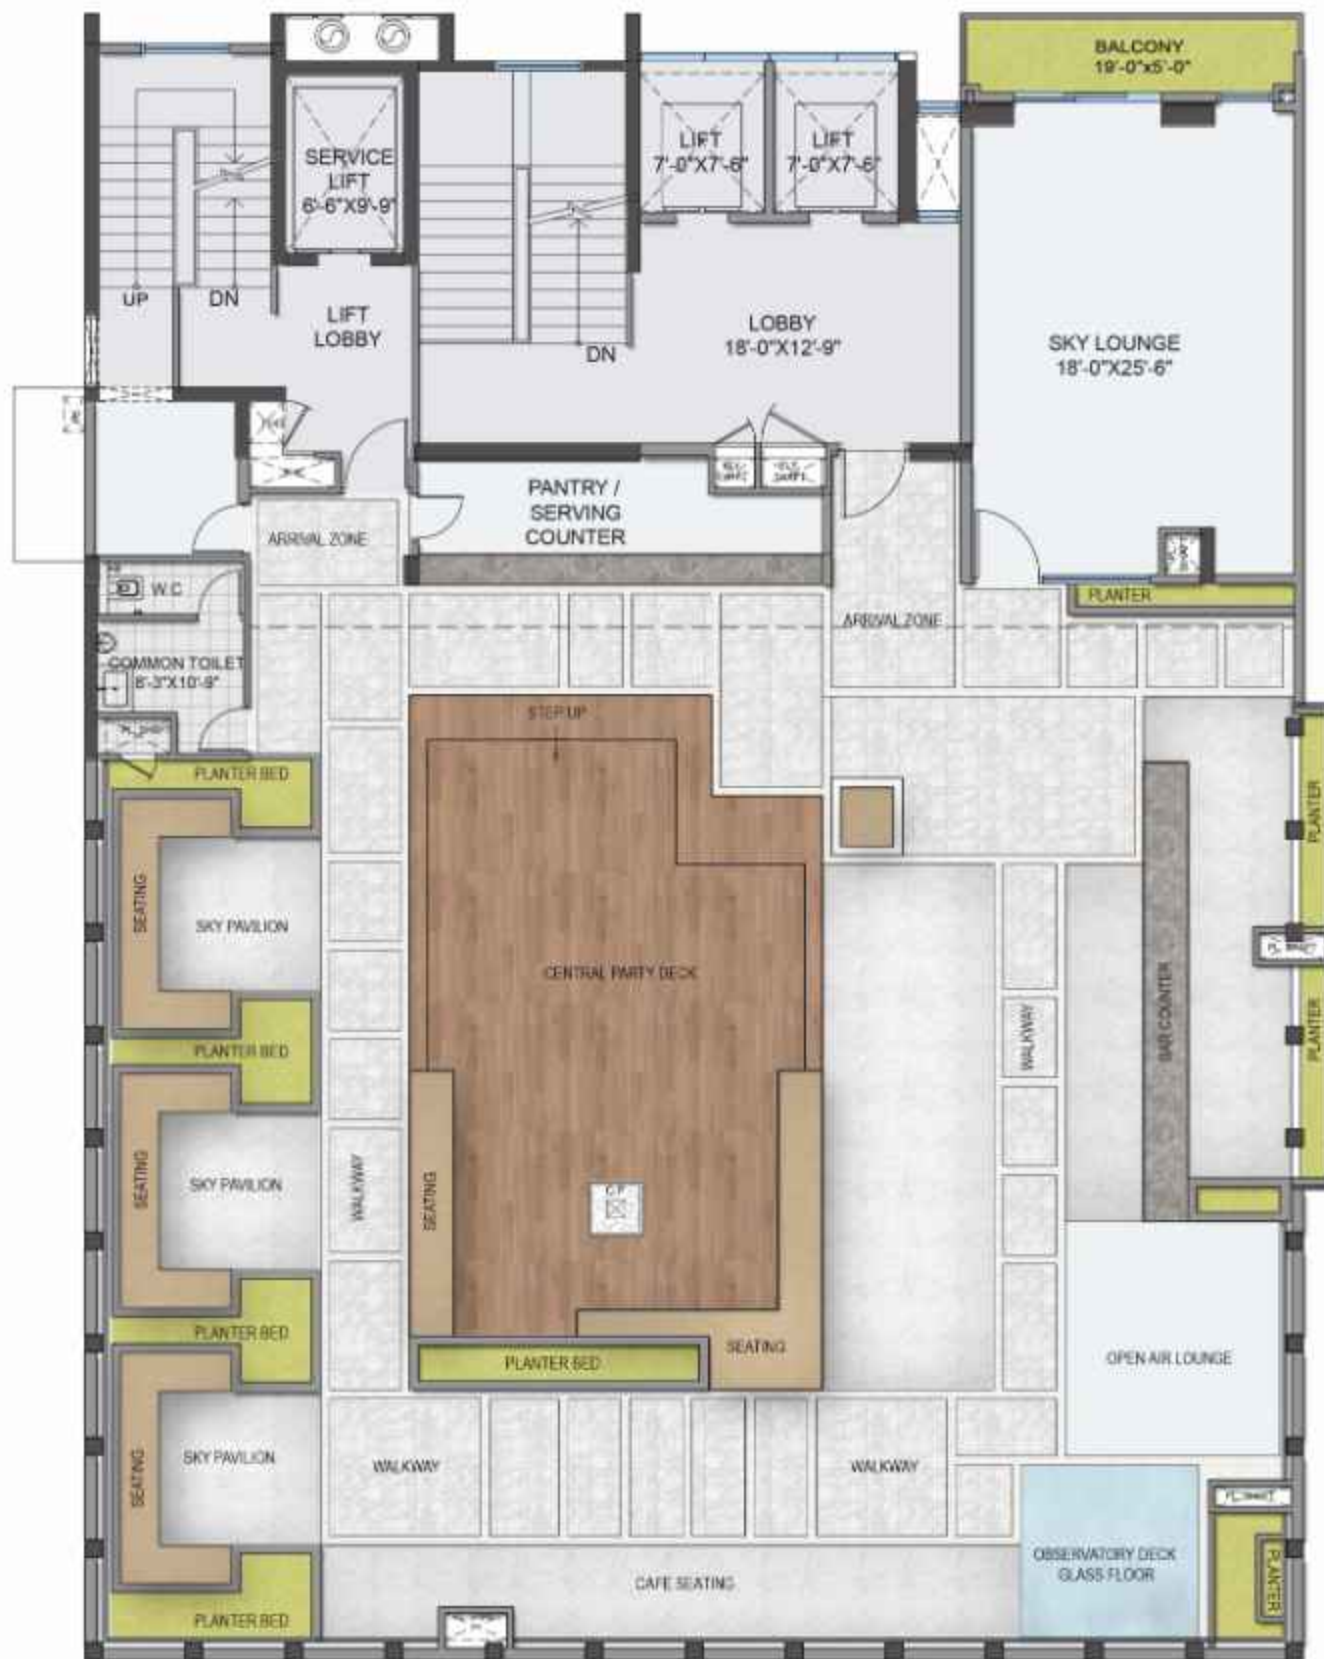 BALCONY
19'-0"x5'-0"
SERVICE
LIFT
6'-6"X9'-9"
LIFT
7'-0"X7'-6"
LIFT
7'-0"X7'-6"
UP
DN
LIFT
LOBBY
DN
LOBBY
18'-0"X12'-9"
SKY LOUNGE
18'-0"X25'-6"
PANTRY /
SERVING
COUNTER
ARRIVAL ZONE
W.C
PLANTER
ARRIVAL ZONE
COMMON TOILET
8'-3"X10'-9"
STEP UP
PLANTER BED
PLANTER
SEATING
SKY PAVILION
CENTRAL PARTY DECK
BAR COUNTER
WALKWAY
PLANTER
PLANTER BED
SEATING
SKY PAVILION
WALKWAY
SEATING
PLANTER BED
PLANTER BED
SEATING
OPEN AIR LOUNGE
SEATING
SKY PAVILION
WALKWAY
WALKWAY
OBSERVATORY DECK
GLASS FLOOR
PLANTER
CAFE SEATING
PLANTER BED